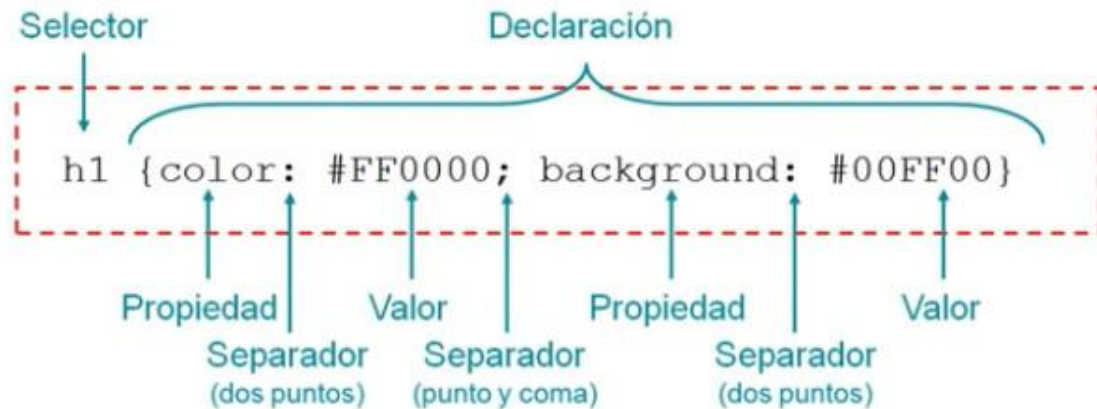 Selector Declaración
h1 {color: #FF0000; background: #00FF00}
Propiedad Valor Propiedad Valor
Separador Separador Separador
(dos puntos) (punto y coma) (dos puntos)